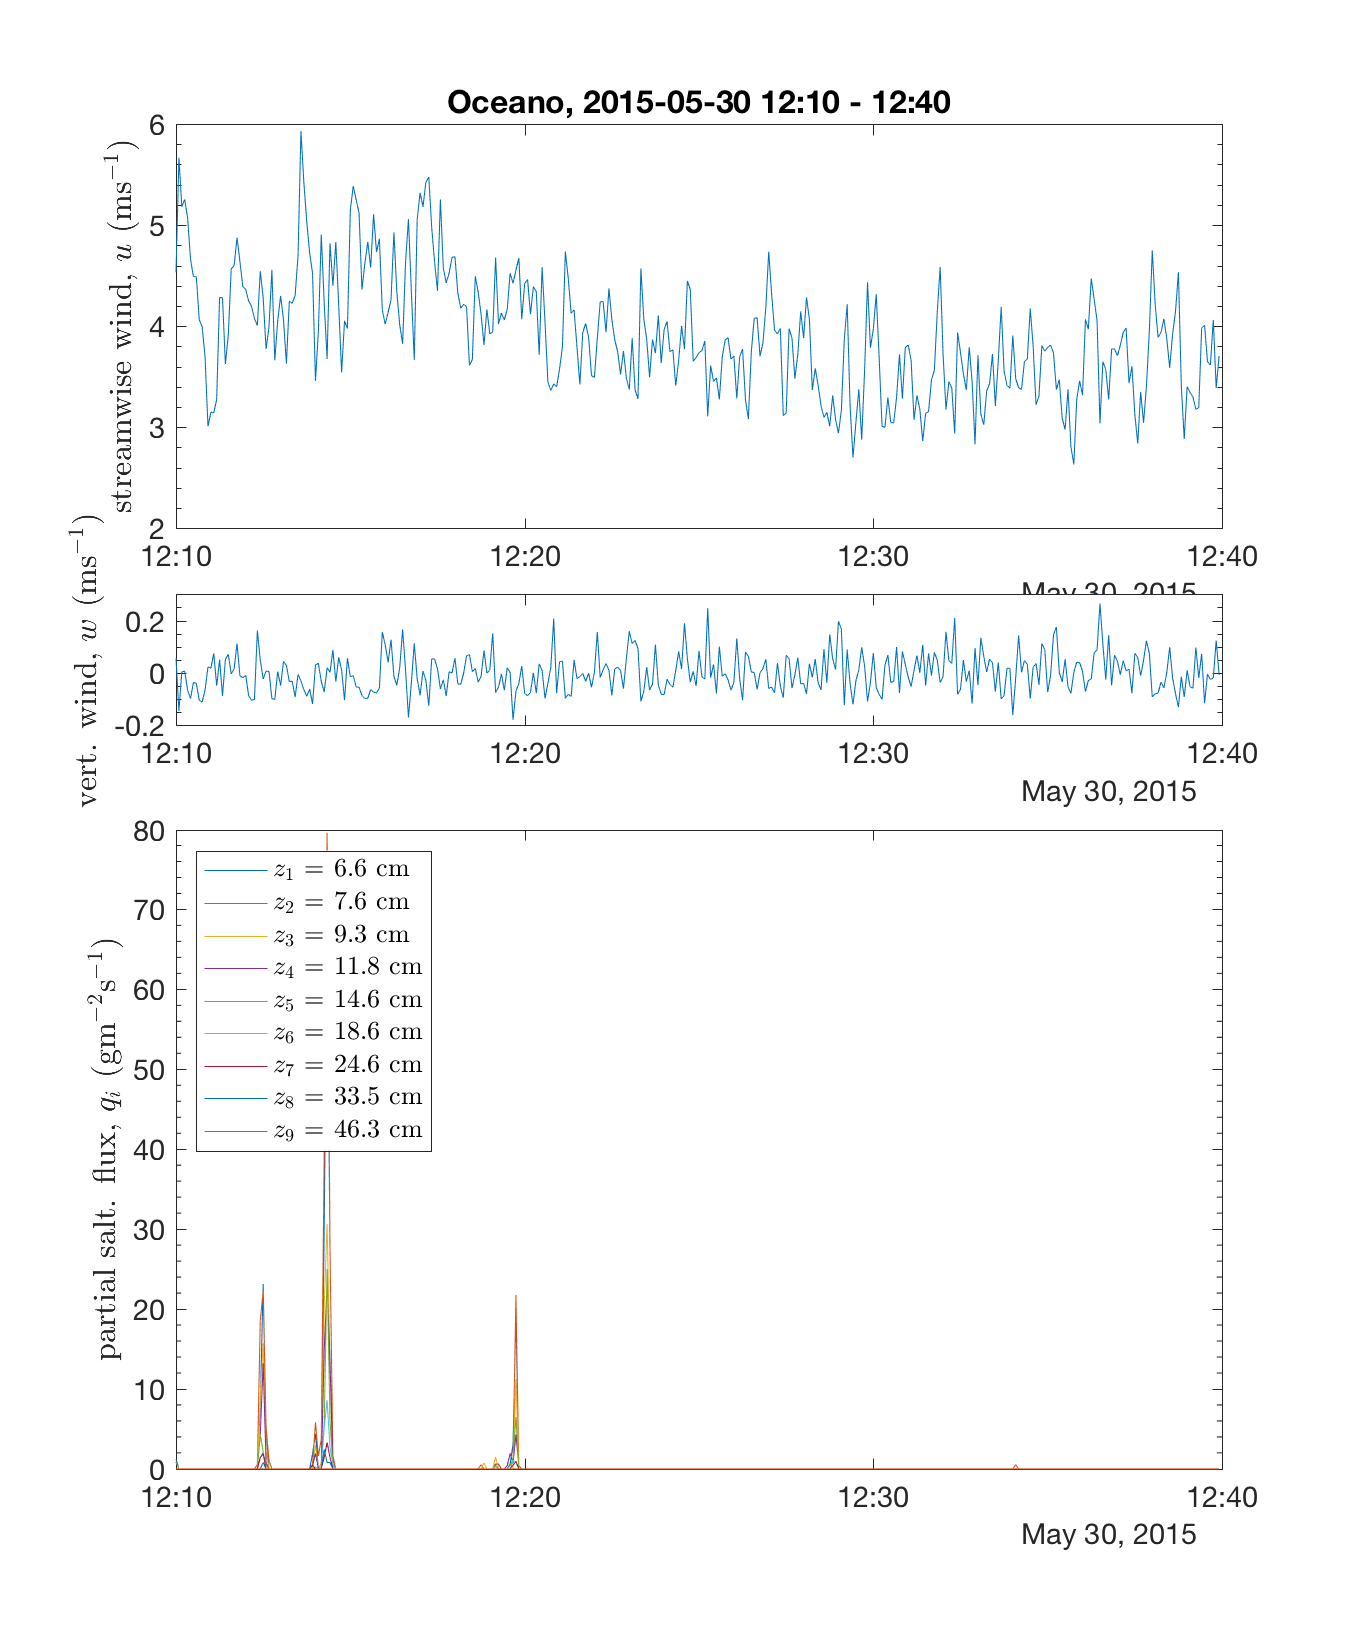 Oceano, 2015-05-30 12:10 - 12:40
streamwise wind, u (ms⁻¹)
6
5
4
3
2
12:10 12:20 12:30 12:40
May 30, 2015
vert. wind, w (ms⁻¹)
0.2
0
-0.2
12:10 12:20 12:30 12:40
May 30, 2015
partial salt. flux, qᵢ (gm⁻²s⁻¹)
80
70
60
50
40
30
20
10
0
z₁ = 6.6 cm
z₂ = 7.6 cm
z₃ = 9.3 cm
z₄ = 11.8 cm
z₅ = 14.6 cm
z₆ = 18.6 cm
z₇ = 24.6 cm
z₈ = 33.5 cm
z₉ = 46.3 cm
12:10 12:20 12:30 12:40
May 30, 2015